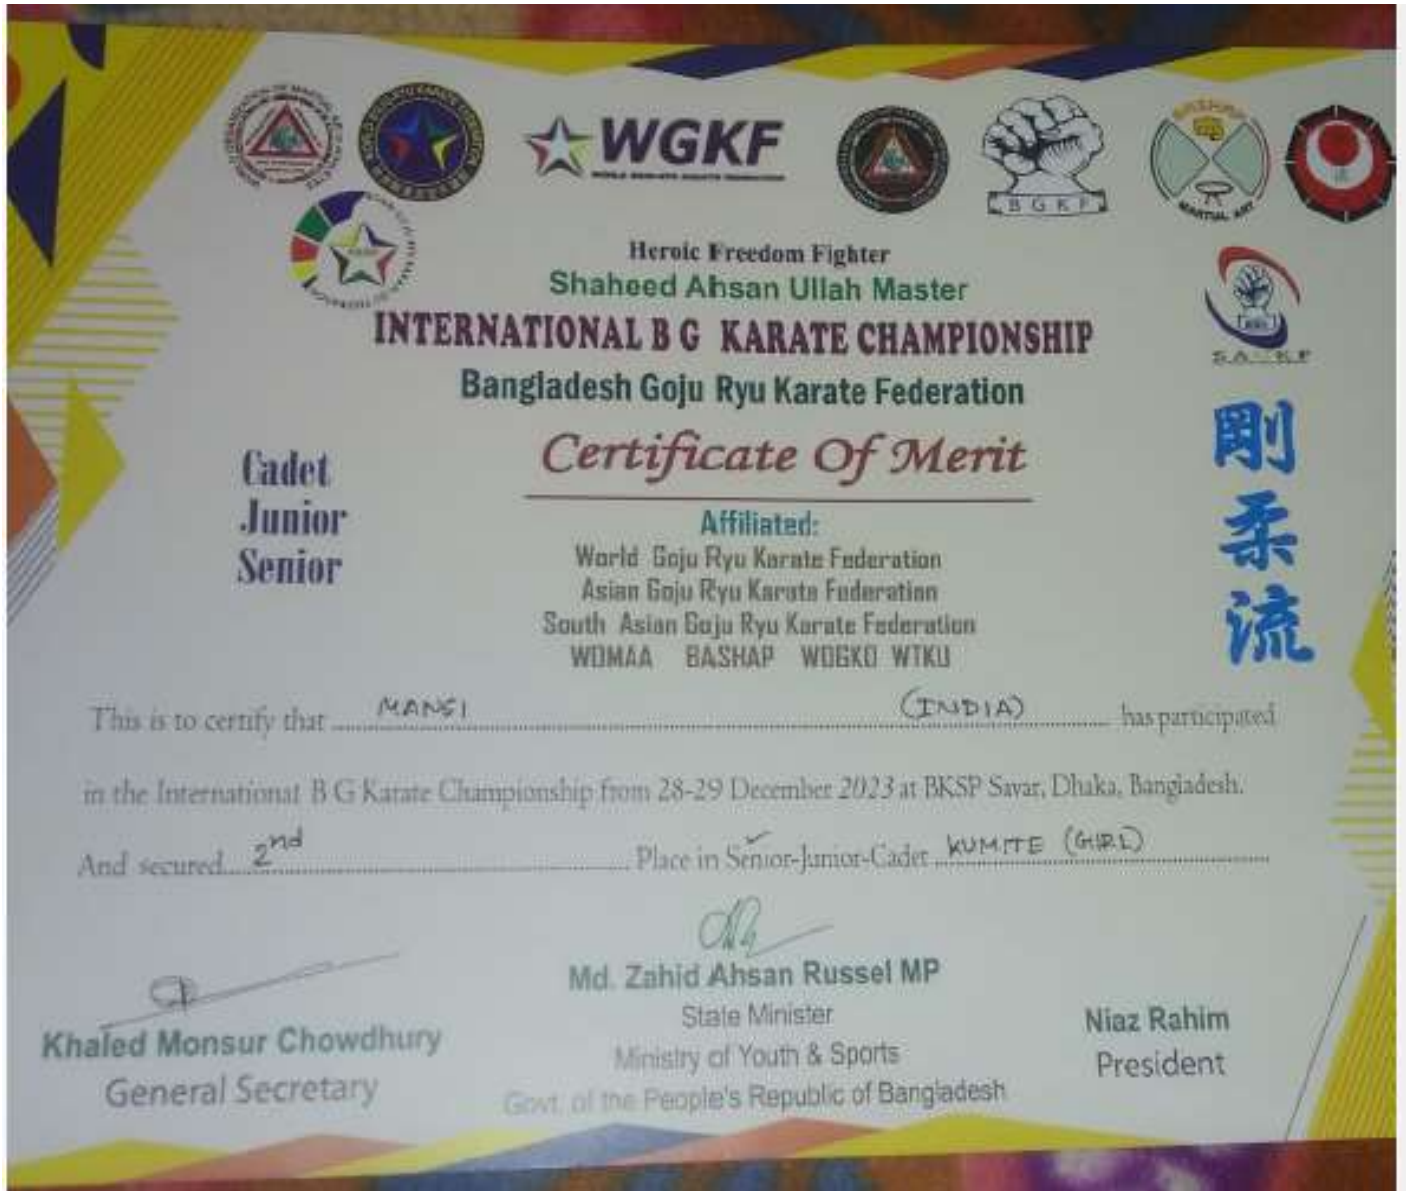 WGKF
BGKF
MARTIAL ART
Heroic Freedom Fighter
Shaheed Ahsan Ullah Master
INTERNATIONAL B G KARATE CHAMPIONSHIP
Bangladesh Goju Ryu Karate Federation
Certificate Of Merit
Cadet
Junior
Senior
剛
柔
流
Affiliated:
World Goju Ryu Karate Federation
Asian Goju Ryu Karate Federation
South Asian Goju Ryu Karate Federation
WOMAA BASHAP WOGKO WTKU
This is to certify that MANSI (INDIA) has participated
in the International B G Karate Championship from 28-29 December 2023 at BKSP Savar, Dhaka, Bangladesh.
And secured 2nd Place in Senior-Junior-Cadet KUMITE (GIRL)
Khaled Monsur Chowdhury
General Secretary
Md. Zahid Ahsan Russel MP
State Minister
Ministry of Youth & Sports
Govt. of the People's Republic of Bangladesh
Niaz Rahim
President